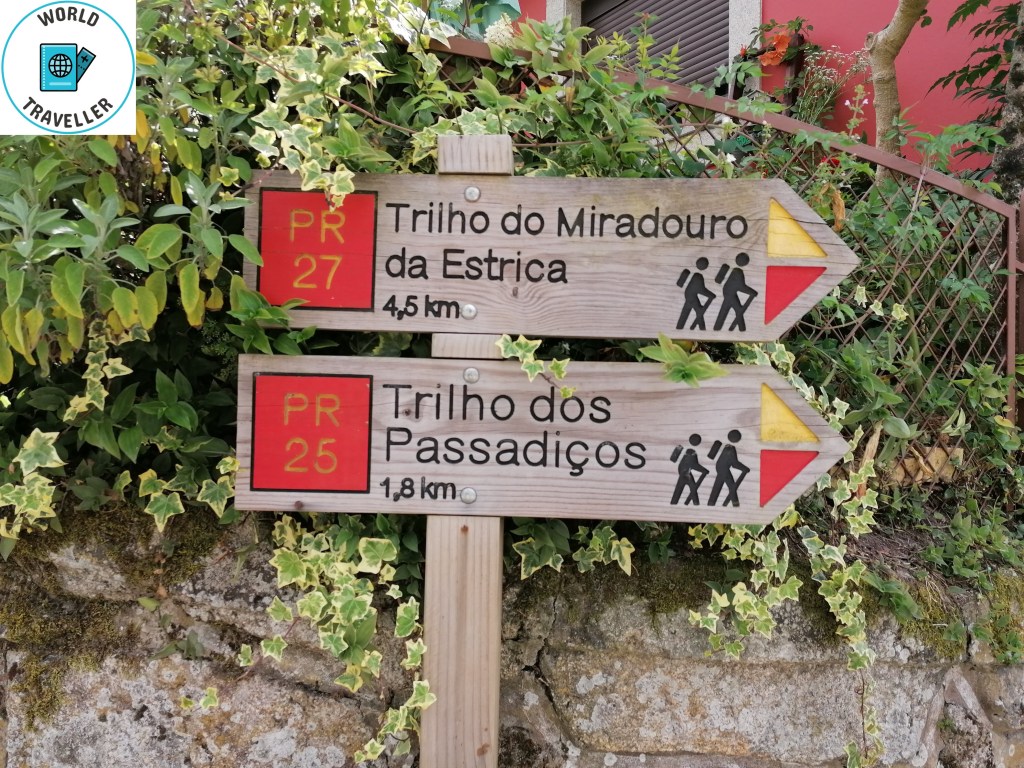 WORLD
TRAVELLER
PR
27
Trilho do Miradouro
da Estrica
4,5 km
PR
25
Trilho dos
Passadiços
1,8 km